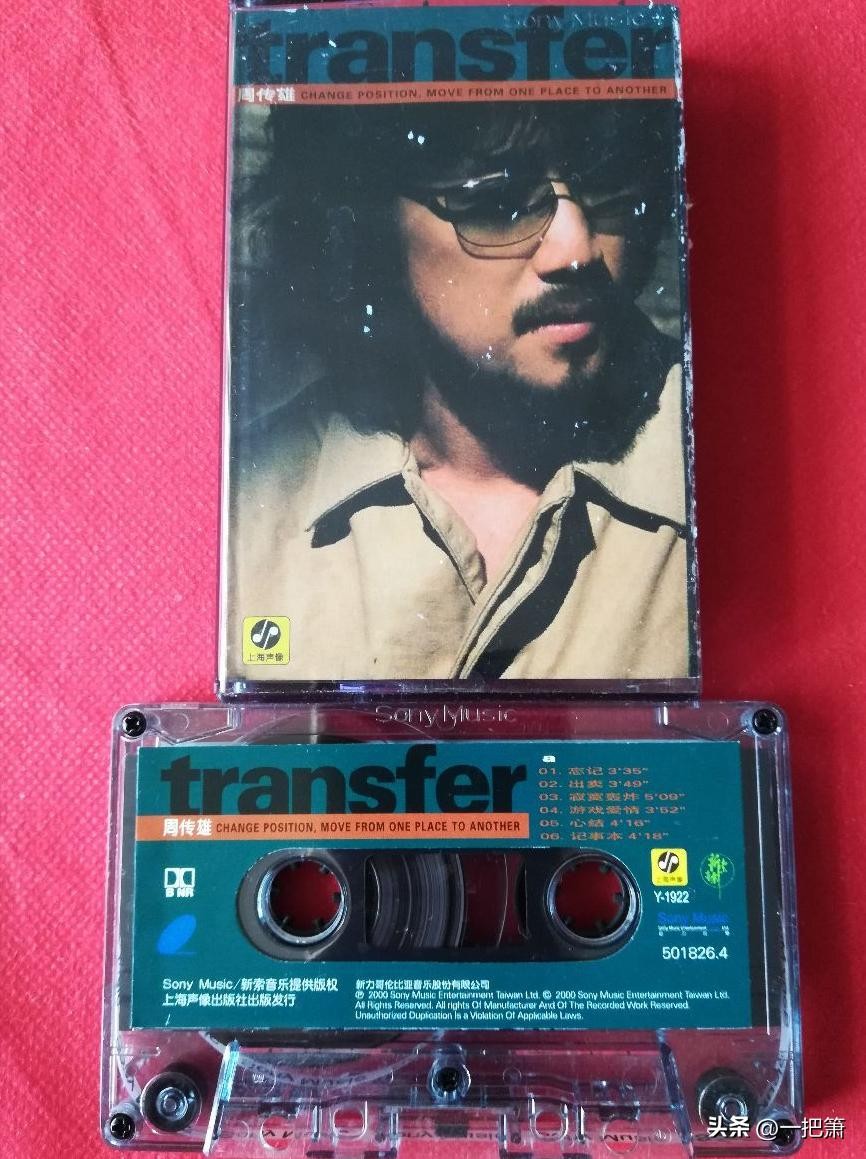 Sony Music
transfer
周传雄 CHANGE POSITION, MOVE FROM ONE PLACE TO ANOTHER
上海声像
Sony Music
transfer
周传雄 CHANGE POSITION, MOVE FROM ONE PLACE TO ANOTHER
a
01. 忘记 3'35"
02. 出卖 3'49"
03. 寂寞轰炸 5'09"
04. 游戏爱情 3'52"
05. 心结 4'16"
06. 记事本 4'18"
B NR
上海声像
Y-1922
Sony Music
501826.4
Sony Music/新索音乐提供版权
上海声像出版社出版发行
新力哥伦比亚音乐股份有限公司
℗ 2000 Sony Music Entertainment Taiwan Ltd. © 2000 Sony Music Entertainment Taiwan Ltd.
All Rights Reserved. All rights Of Manufacturer And Of The Recorded Work Reserved.
Unauthorized Duplication Is a Violation Of Applicable Laws.
头条 @一把箫